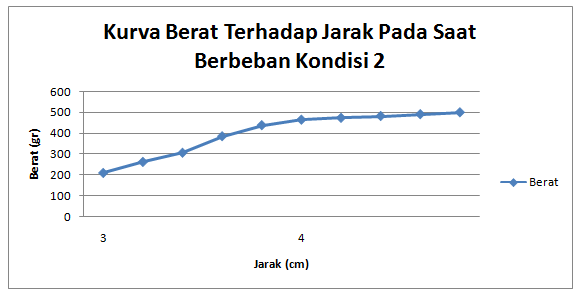 Kurva Berat Terhadap Jarak Pada Saat
Berbeban Kondisi 2
600
500
400
300
200
100
0
Berat (gr)
3
4
Jarak (cm)
Berat